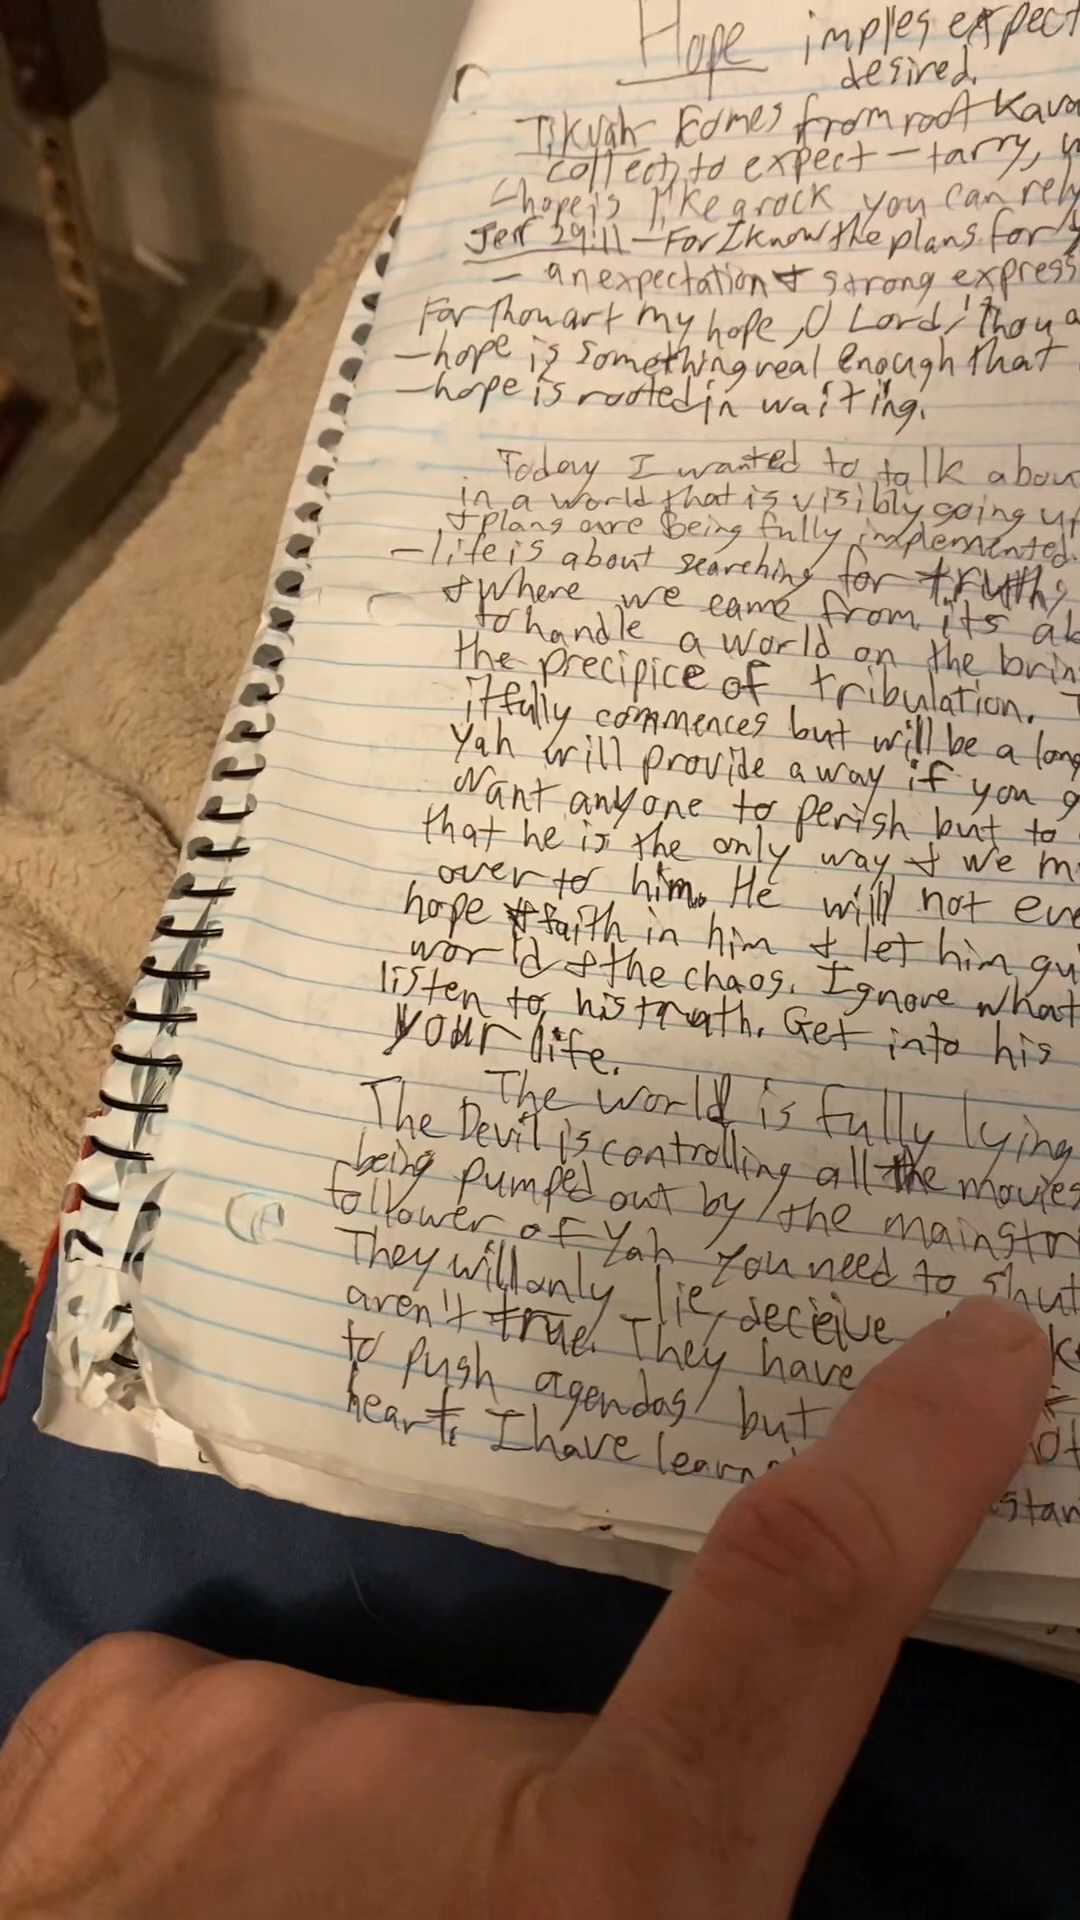 Hope imples expect
desired.
Tikvah comes from root Kava
collect, to expect - tarry, w
hope is like a rock you can rely
Jer 29:11 - For I know the plans for y
- an expectation & strong express
For Thou art my hope, O Lord, Thou a
- hope is something real enough that
- hope is rooted in waiting.
Today I wanted to talk abou
in a world that is visibly going up
& plans are Being fully implemented.
- life is about searching for truth,
& where we came from, its ab
to handle a world on the brin
the precipice of tribulation. T
it fully commences but will be a long
Yah will provide a way if you g
want anyone to perish but to
that he is the only way & we m
over to him. He will not eve
hope & faith in him & let him gu
world & the chaos. Ignore what
listen to his truth. Get into his
your life.
The world is fully lying
The Devil is controlling all the movies
being pumped out by the mainstr
follower of Yah you need to shut
They will only lie, deceive
aren't true. They have
to push agendas, but
heart. I have learn
stan